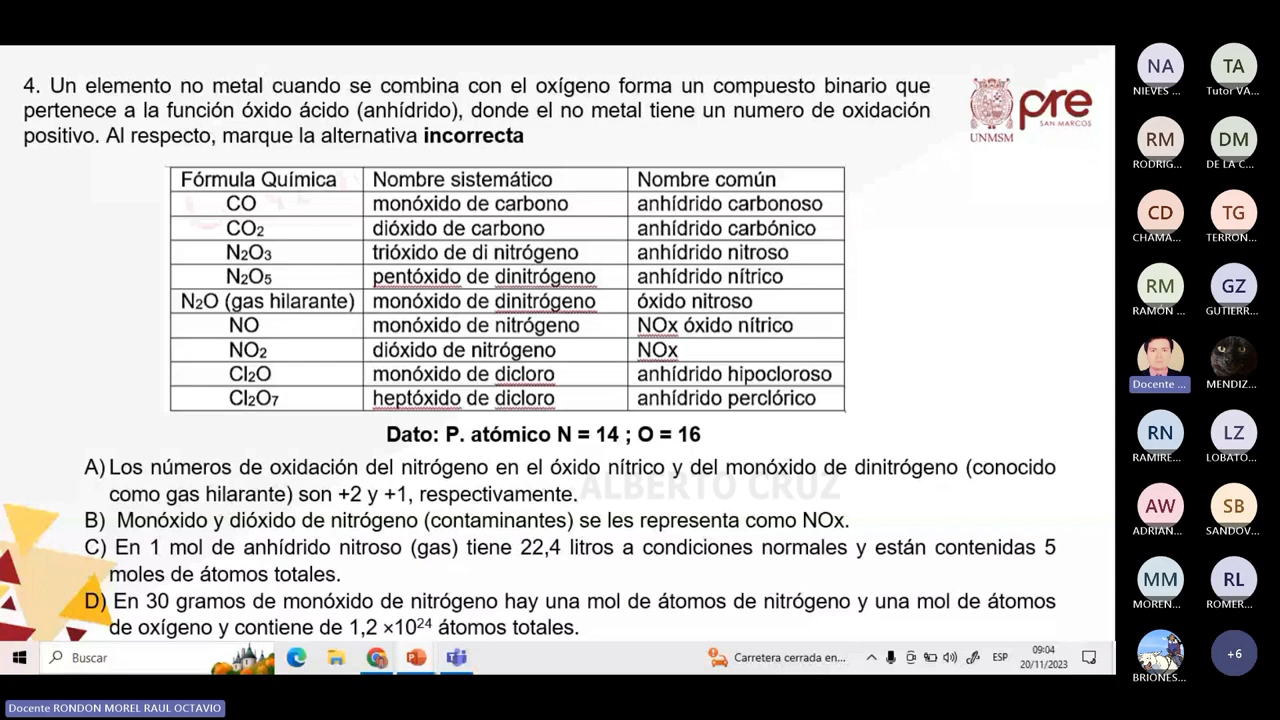 4. Un elemento no metal cuando se combina con el oxígeno forma un compuesto binario que
pertenece a la función óxido ácido (anhídrido), donde el no metal tiene un numero de oxidación
positivo. Al respecto, marque la alternativa incorrecta
UNMSM
pre
SAN MARCOS
Fórmula Química Nombre sistemático Nombre común
CO monóxido de carbono anhídrido carbonoso
CO2 dióxido de carbono anhídrido carbónico
N2O3 trióxido de di nitrógeno anhídrido nitroso
N2O5 pentóxido de dinitrógeno anhídrido nítrico
N2O (gas hilarante) monóxido de dinitrógeno óxido nitroso
NO monóxido de nitrógeno NOx óxido nítrico
NO2 dióxido de nitrógeno NOx
Cl2O monóxido de dicloro anhídrido hipocloroso
Cl2O7 heptóxido de dicloro anhídrido perclórico
Dato: P. atómico N = 14 ; O = 16
A) Los números de oxidación del nitrógeno en el óxido nítrico y del monóxido de dinitrógeno (conocido
como gas hilarante) son +2 y +1, respectivamente.
ALBERTO CRUZ
B) Monóxido y dióxido de nitrógeno (contaminantes) se les representa como NOx.
C) En 1 mol de anhídrido nitroso (gas) tiene 22,4 litros a condiciones normales y están contenidas 5
moles de átomos totales.
D) En 30 gramos de monóxido de nitrógeno hay una mol de átomos de nitrógeno y una mol de átomos
de oxígeno y contiene de 1,2 ×10²⁴ átomos totales.
Buscar
Carretera cerrada en...
ESP
09:04
20/11/2023
NA TA
NIEVES ... Tutor VA...
RM DM
RODRIG... DE LA C...
CD TG
CHAMA... TERRON...
RM GZ
RAMÓN ... GUTIERR...
Docente ... MENDIZ...
RN LZ
RAMIRE... LOBATO...
AW SB
ADRIAN... SANDOV...
MM RL
MOREN... ROMER...
+6
BRIONES...
Docente RONDON MOREL RAUL OCTAVIO